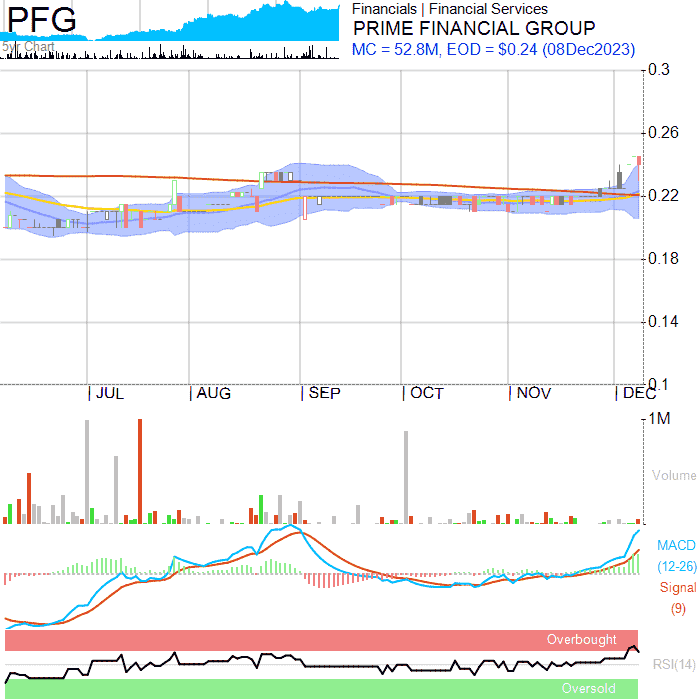 PFG
5yr Chart
Financials | Financial Services
PRIME FINANCIAL GROUP
MC = 52.8M, EOD = $0.24 (08Dec2023)
0.3
0.26
0.22
0.18
0.14
0.1
JUL AUG SEP OCT NOV DEC
1M
Volume
MACD
(12-26)
Signal
(9)
Overbought
RSI(14)
Oversold